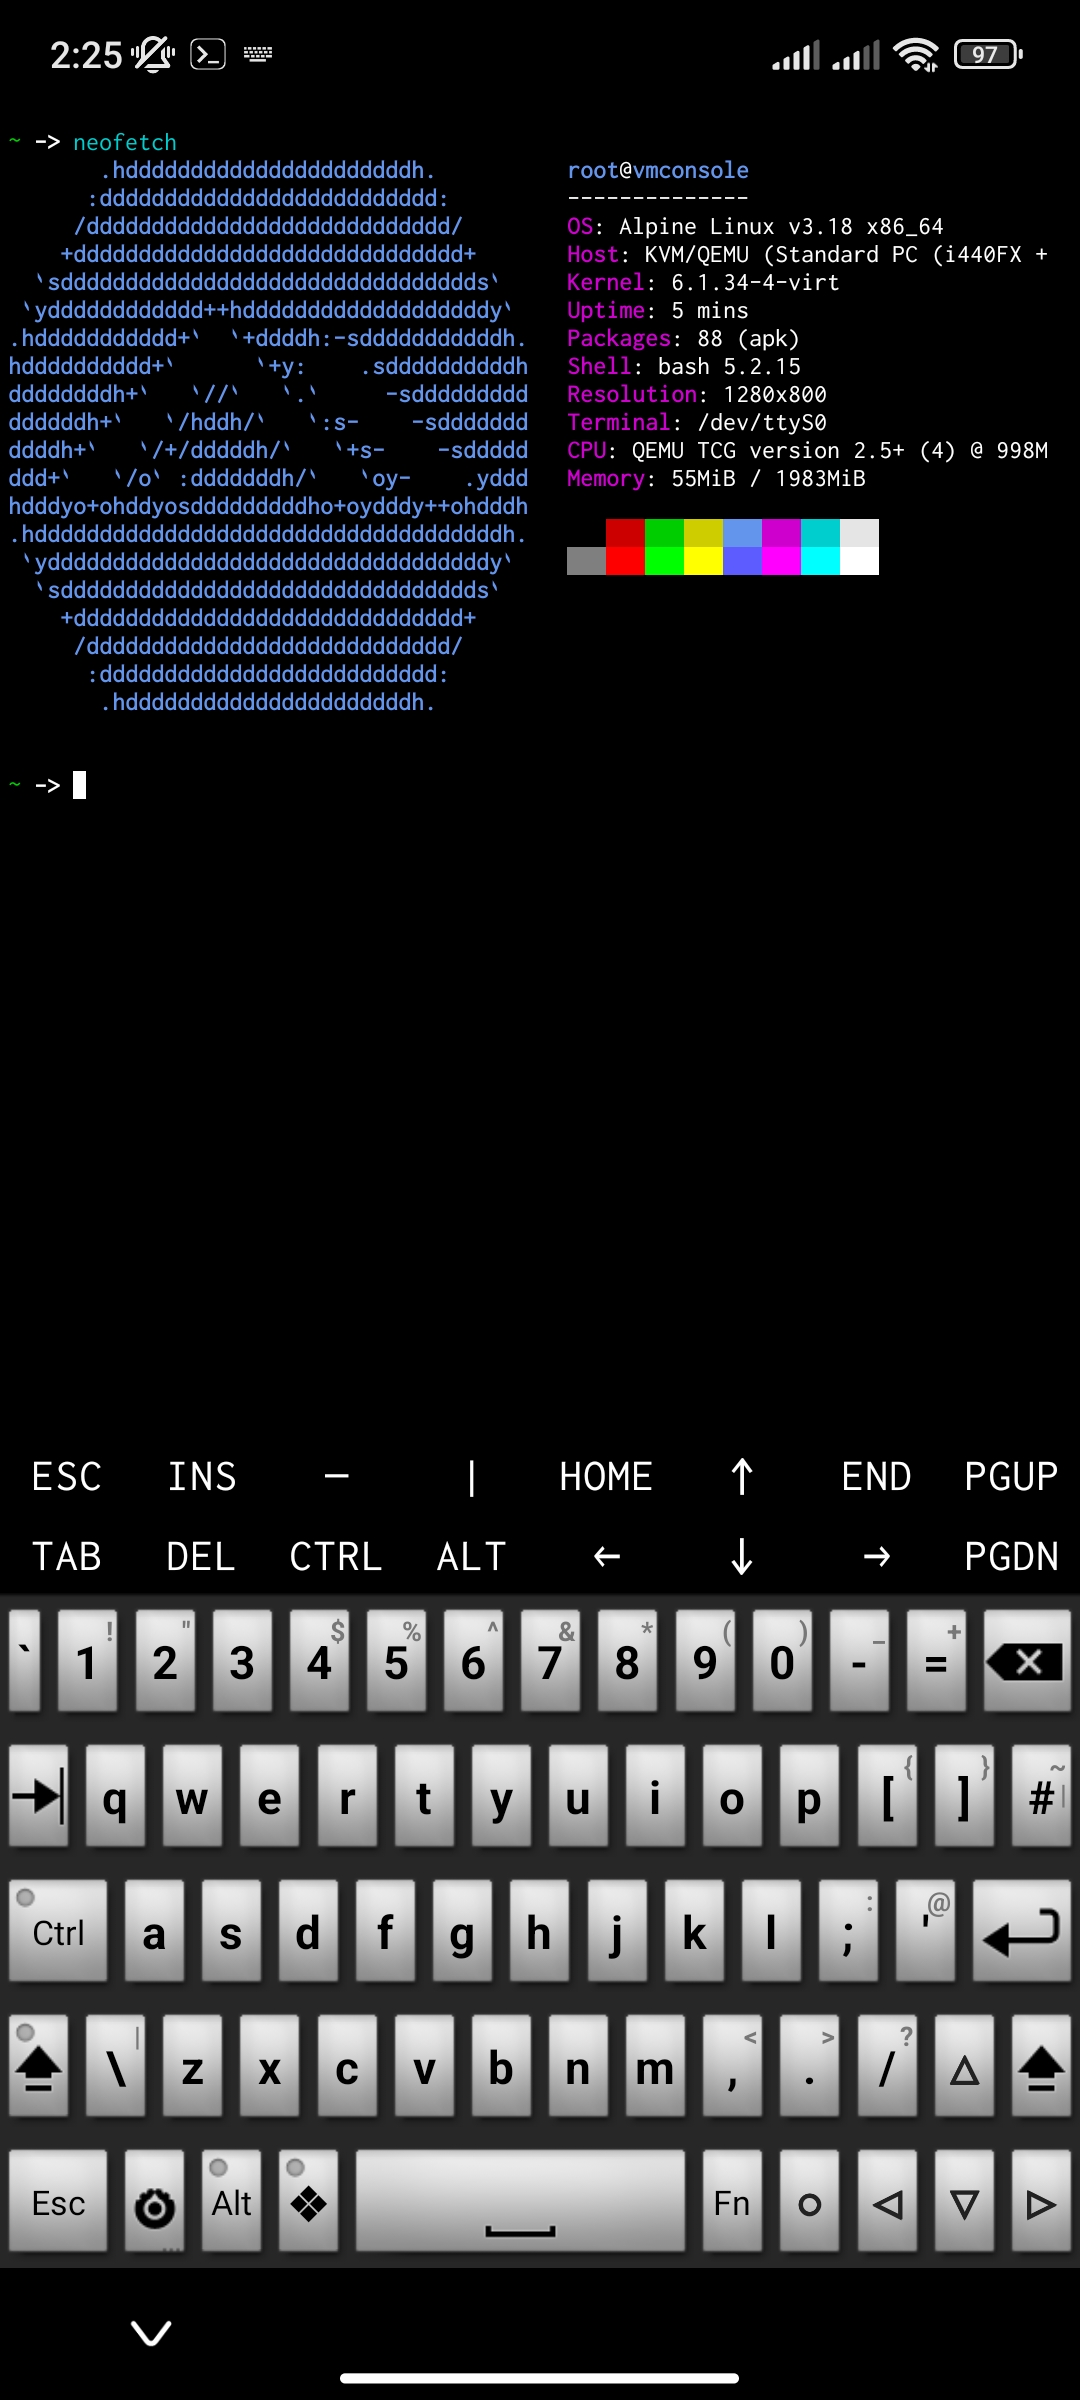 2:25 97
~ -> neofetch
.hddddddddddddddddddddddh. root@vmconsole
:dddddddddddddddddddddddddd: --------------
/dddddddddddddddddddddddddddd/ OS: Alpine Linux v3.18 x86_64
+dddddddddddddddddddddddddddddd+ Host: KVM/QEMU (Standard PC (i440FX +
`sdddddddddddddddddddddddddddddddds` Kernel: 6.1.34-4-virt
`ydddddddddddd++hdddddddddddddddddddy` Uptime: 5 mins
.hdddddddddddd+` `+ddddh:-sdddddddddddh. Packages: 88 (apk)
hdddddddddd+` `+y: .sddddddddddh Shell: bash 5.2.15
ddddddddh+` `//` `.` -sddddddddd Resolution: 1280x800
ddddddh+` `/hddh/` `:s- -sddddddd Terminal: /dev/ttyS0
ddddh+` `/+/dddddh/` `+s- -sddddd CPU: QEMU TCG version 2.5+ (4) @ 998M
ddd+` `/o` :dddddddh/` `oy- .yddd Memory: 55MiB / 1983MiB
hdddyo+ohddyosdddddddddho+oydddy++ohdddh
.hddddddddddddddddddddddddddddddddddddh.
`yddddddddddddddddddddddddddddddddddy`
`sdddddddddddddddddddddddddddddddds`
+dddddddddddddddddddddddddddddd+
/dddddddddddddddddddddddddddd/
:dddddddddddddddddddddddddd:
.hddddddddddddddddddddddh.
~ ->
ESC INS — | HOME ↑ END PGUP
TAB DEL CTRL ALT ← ↓ → PGDN
` 1 ! 2 " 3 4 $ 5 % 6 ^ 7 & 8 * 9 ( 0 ) - _ = +
q w e r t y u i o p [ { ] } # ~ |
Ctrl a s d f g h j k l ; : ' @
\ | z x c v b n m , < . > / ?
Esc Alt Fn